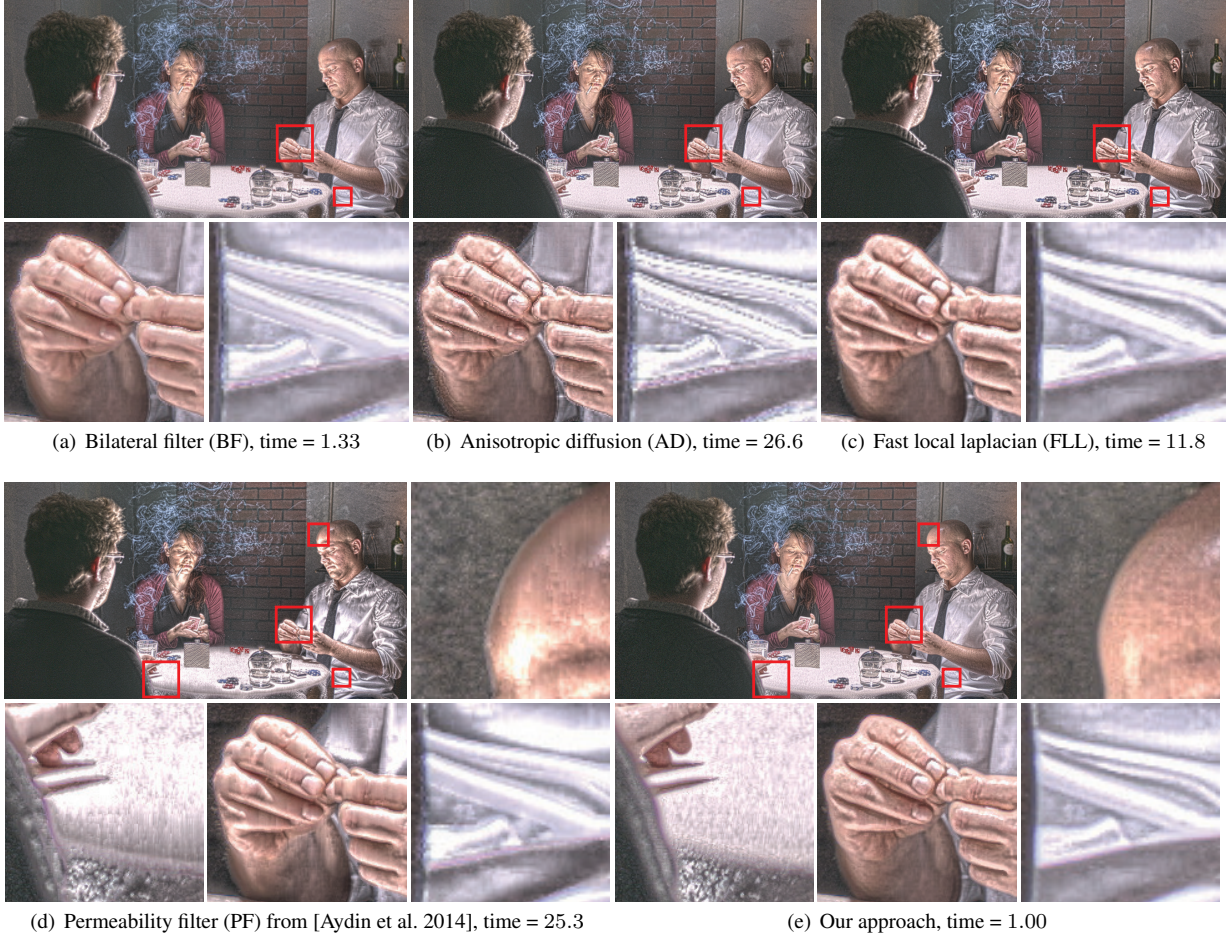 (a) Bilateral filter (BF), time = 1.33
(b) Anisotropic diffusion (AD), time = 26.6
(c) Fast local laplacian (FLL), time = 11.8
(d) Permeability filter (PF) from [Aydin et al. 2014], time = 25.3
(e) Our approach, time = 1.00